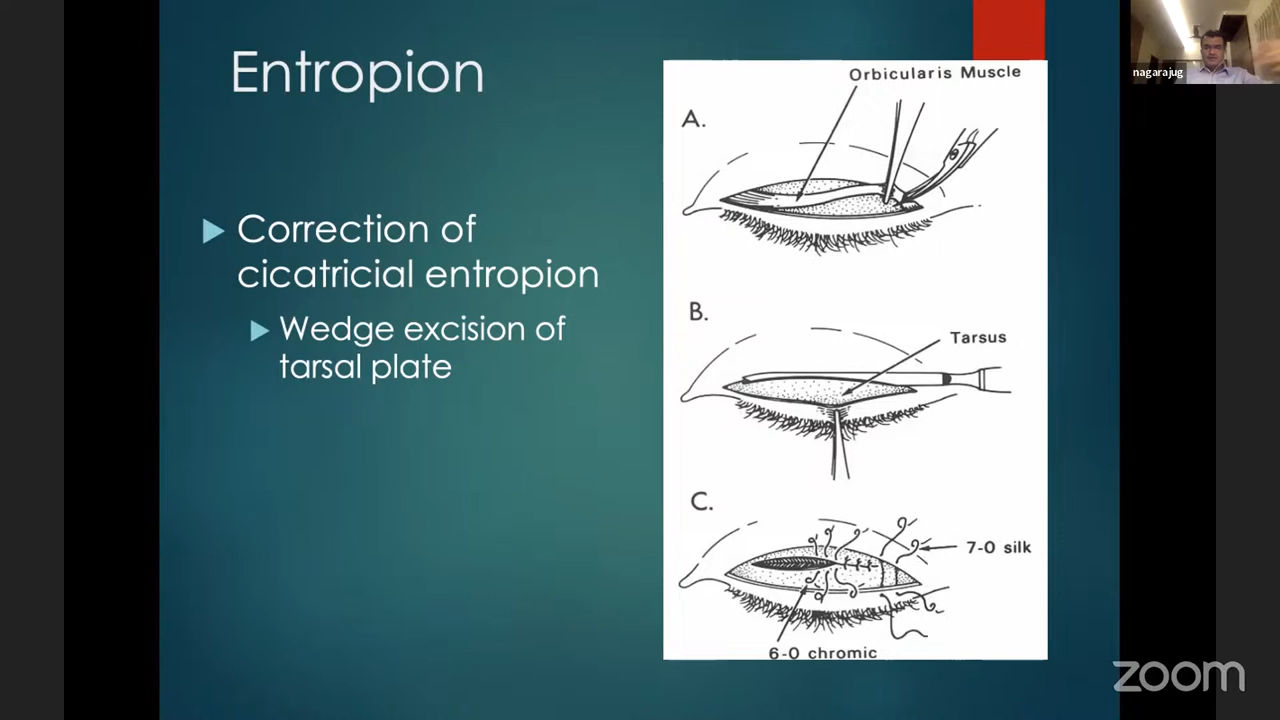 Entropion
Correction of
cicatricial entropion
Wedge excision of
tarsal plate
Orbicularis Muscle
A.
B.
Tarsus
C.
7-0 silk
6-0 chromic
nagarajug
zoom